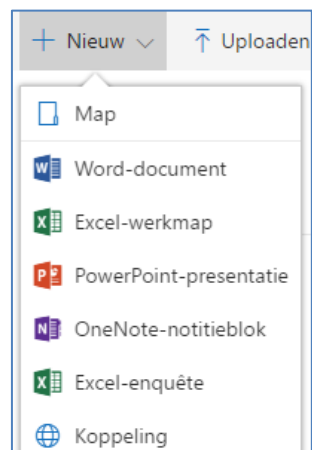 Nieuw Uploaden
Map
Word-document
Excel-werkmap
PowerPoint-presentatie
OneNote-notitieblok
Excel-enquête
Koppeling